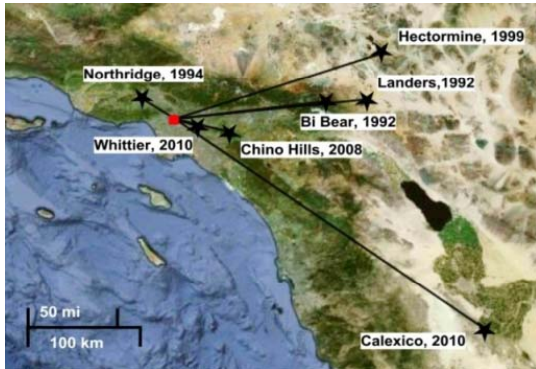 Hectormine, 1999
Northridge, 1994
Landers,1992
Bi Bear, 1992
Whittier, 2010
Chino Hills, 2008
50 mi
100 km
Calexico, 2010